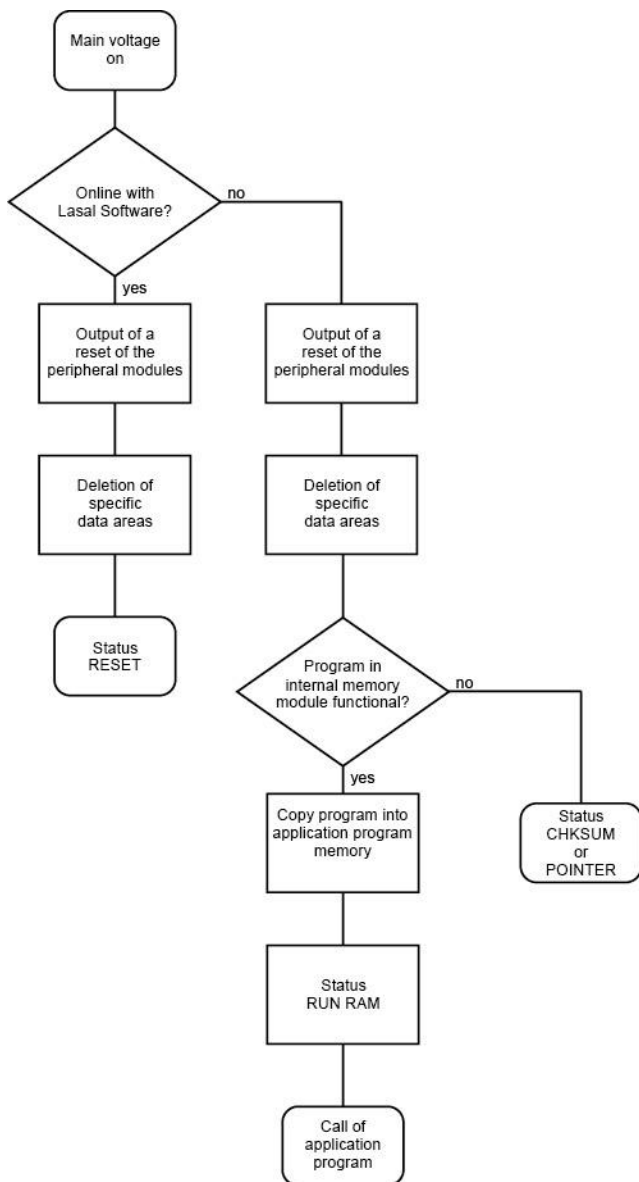 Main voltage
on
Online with
Lasal Software?
no
yes
Output of a
reset of the
peripheral modules
Output of a
reset of the
peripheral modules
Deletion of
specific
data areas
Deletion of
specific
data areas
Status
RESET
Program in
internal memory
module functional?
no
yes
Copy program into
application program
memory
Status
CHKSUM
or
POINTER
Status
RUN RAM
Call of
application
program